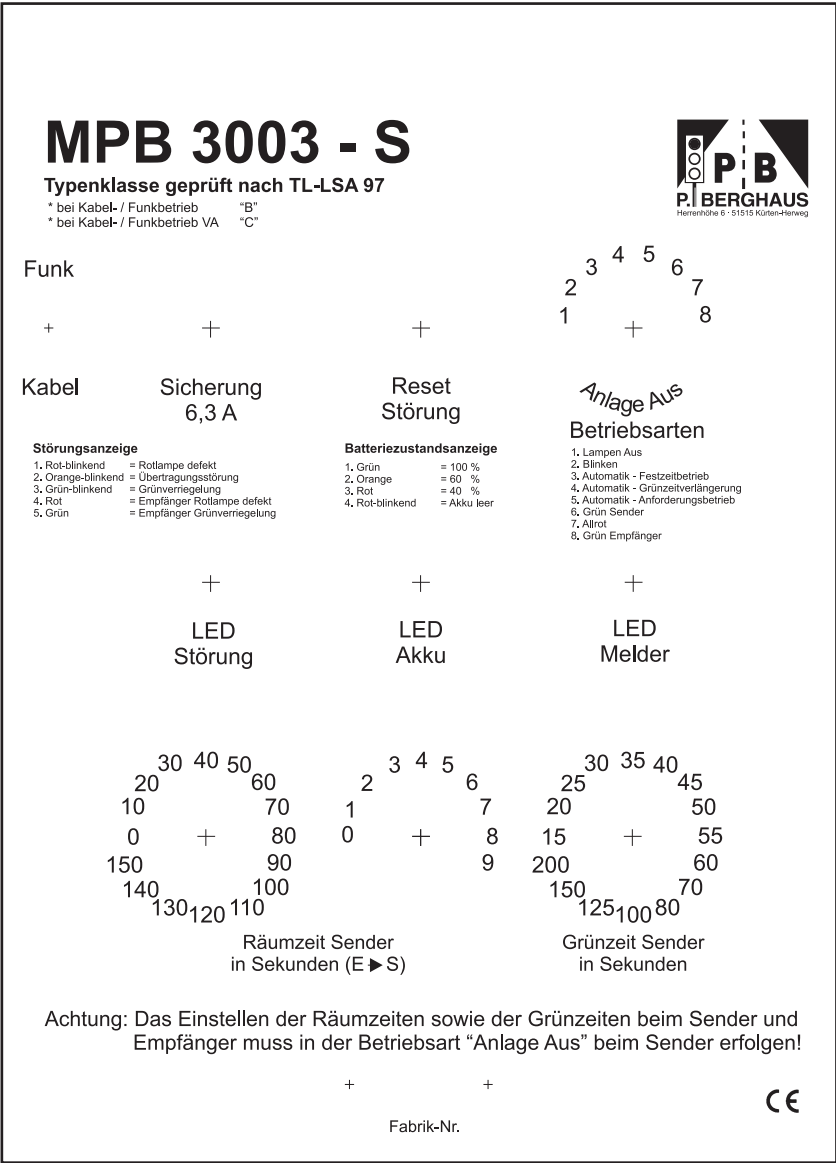 MPB 3003 - S
Typenklasse geprüft nach TL-LSA 97
* bei Kabel- / Funkbetrieb “B”
* bei Kabel- / Funkbetrieb VA “C”
P B
P. BERGHAUS
Herrenhöhe 6 · 51515 Kürten-Herweg
Funk
1 2 3 4 5 6 7 8
Kabel
Sicherung
6,3 A
Reset
Störung
Anlage Aus
Betriebsarten
1. Lampen Aus
2. Blinken
3. Automatik - Festzeitbetrieb
4. Automatik - Grünzeitverlängerung
5. Automatik - Anforderungsbetrieb
6. Grün Sender
7. Allrot
8. Grün Empfänger
Störungsanzeige
1. Rot-blinkend = Rotlampe defekt
2. Orange-blinkend = Übertragungsstörung
3. Grün-blinkend = Grünverriegelung
4. Rot = Empfänger Rotlampe defekt
5. Grün = Empfänger Grünverriegelung
Batteriezustandsanzeige
1. Grün = 100 %
2. Orange = 60 %
3. Rot = 40 %
4. Rot-blinkend = Akku leer
LED
Störung
LED
Akku
LED
Melder
0 10 20 30 40 50 60 70 80 90 100 110 120 130 140 150
0 1 2 3 4 5 6 7 8 9
15 20 25 30 35 40 45 50 55 60 70 80 100 125 150 200
Räumzeit Sender
in Sekunden (E ▶ S)
Grünzeit Sender
in Sekunden
Achtung: Das Einstellen der Räumzeiten sowie der Grünzeiten beim Sender und
Empfänger muss in der Betriebsart “Anlage Aus” beim Sender erfolgen!
CE
Fabrik-Nr.